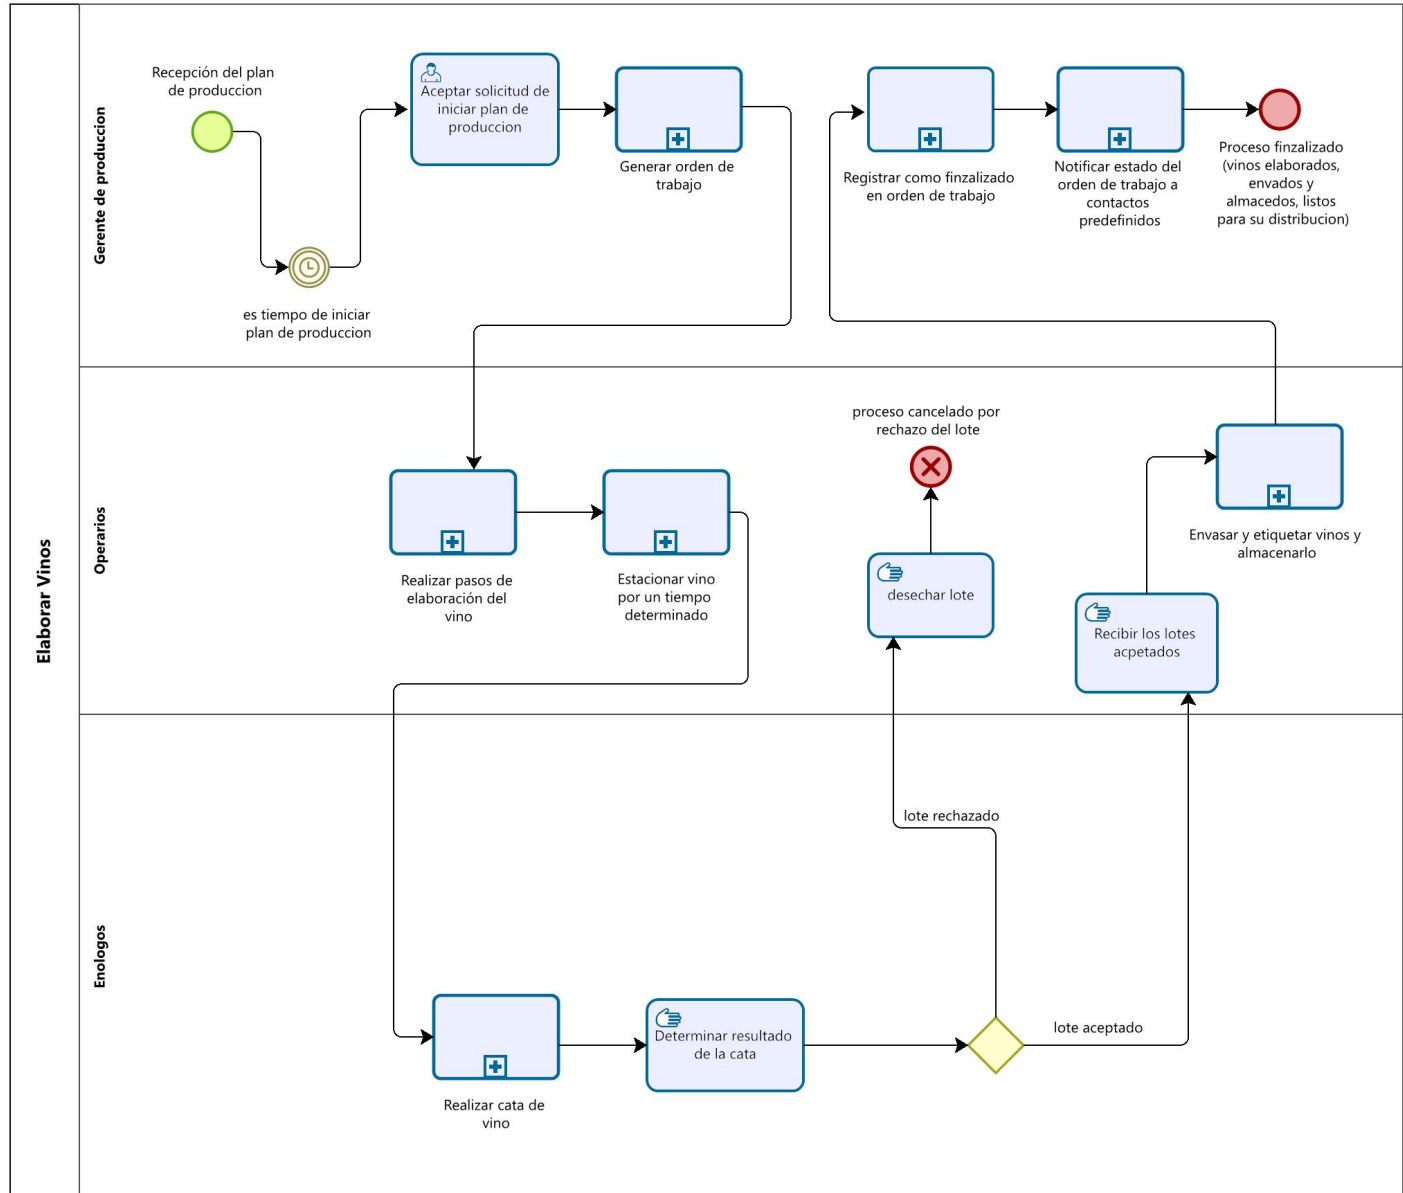 Elaborar Vinos
Gerente de produccion
Recepción del plan
de produccion
es tiempo de iniciar
plan de produccion
Aceptar solicitud de
iniciar plan de
produccion
Generar orden de
trabajo
Registrar como finzalizado
en orden de trabajo
Notificar estado del
orden de trabajo a
contactos
predefinidos
Proceso finzalizado
(vinos elaborados,
envados y
almacedos, listos
para su distribucion)
Operarios
Realizar pasos de
elaboración del
vino
Estacionar vino
por un tiempo
determinado
proceso cancelado por
rechazo del lote
desechar lote
Recibir los lotes
acpetados
Envasar y etiquetar vinos y
almacenarlo
Enologos
Realizar cata de
vino
Determinar resultado
de la cata
lote rechazado
lote aceptado